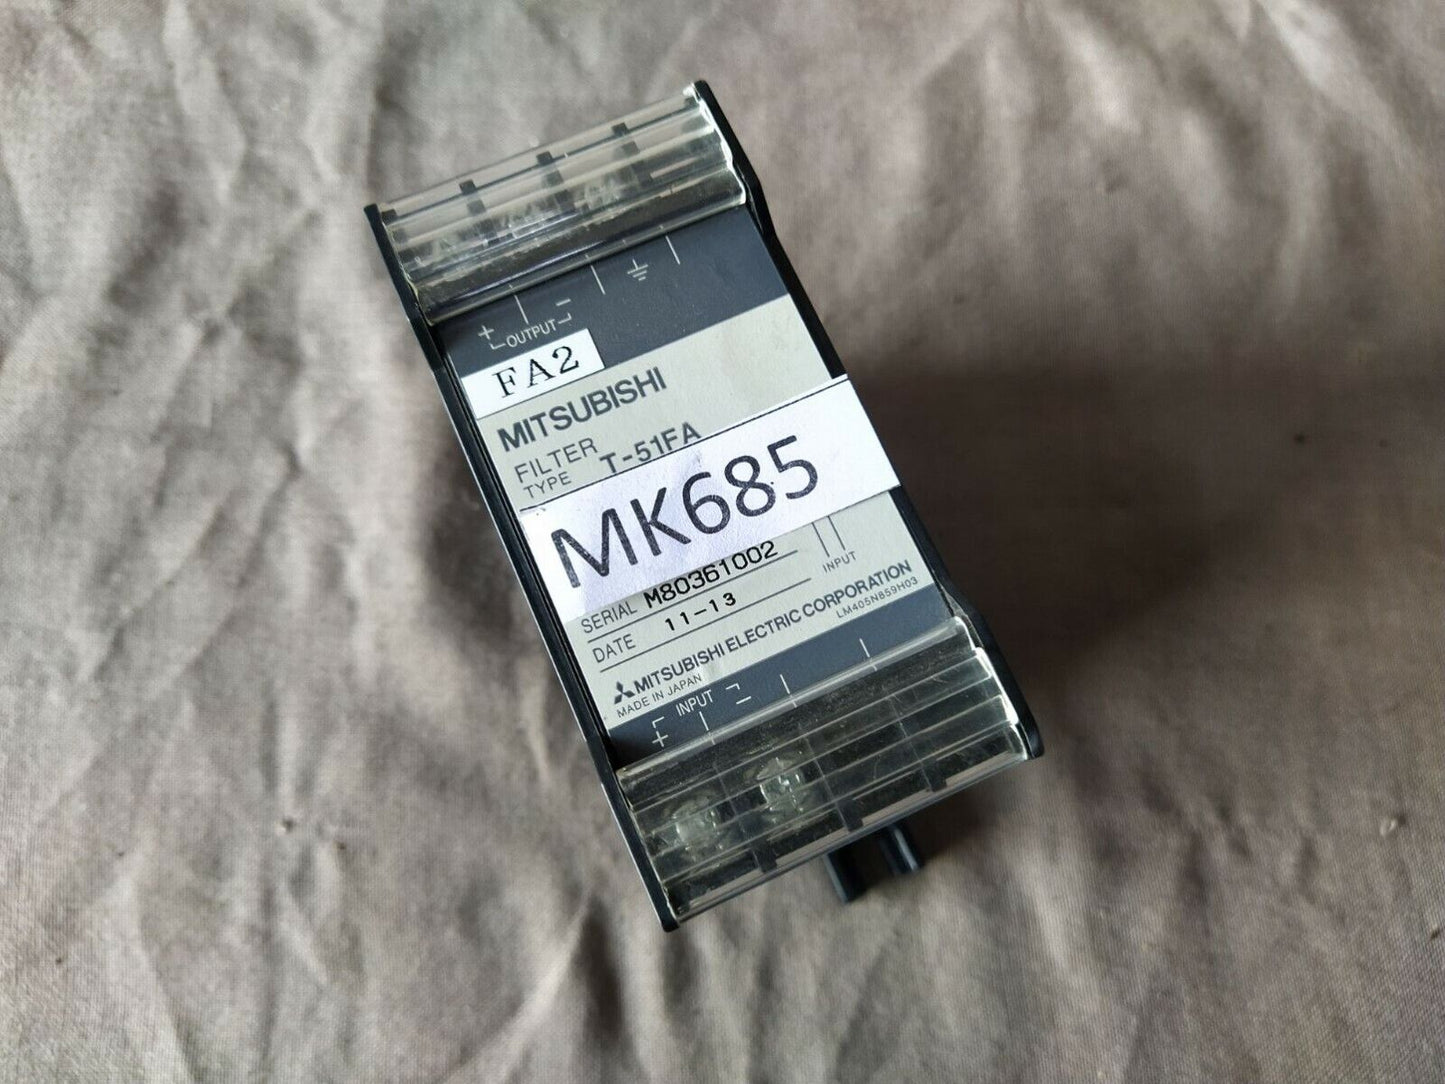 + OUTPUT -
FA2
MITSUBISHI
FILTER
TYPE T-51FA
MK685
INPUT
SERIAL M80361002
DATE 11-13
MITSUBISHI ELECTRIC CORPORATION
MADE IN JAPAN LM405N859H03
+ INPUT -